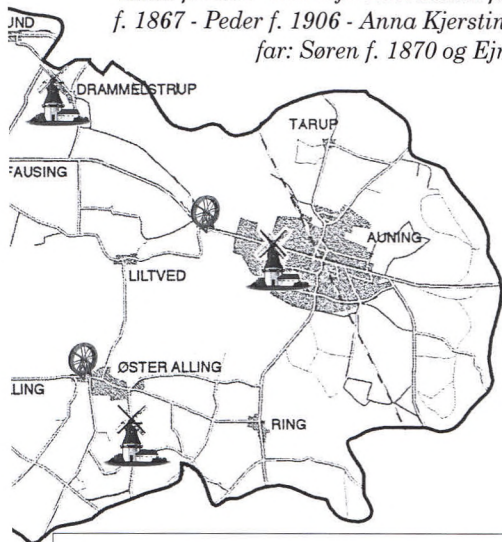 f. 1867 - Peder f. 1906 - Anna Kjerstin
far: Søren f. 1870 og Ejn
UND
DRAMMELSTRUP
TARUP
FAUSING
AUNING
LILTVED
ØSTER ALLING
LING
RING